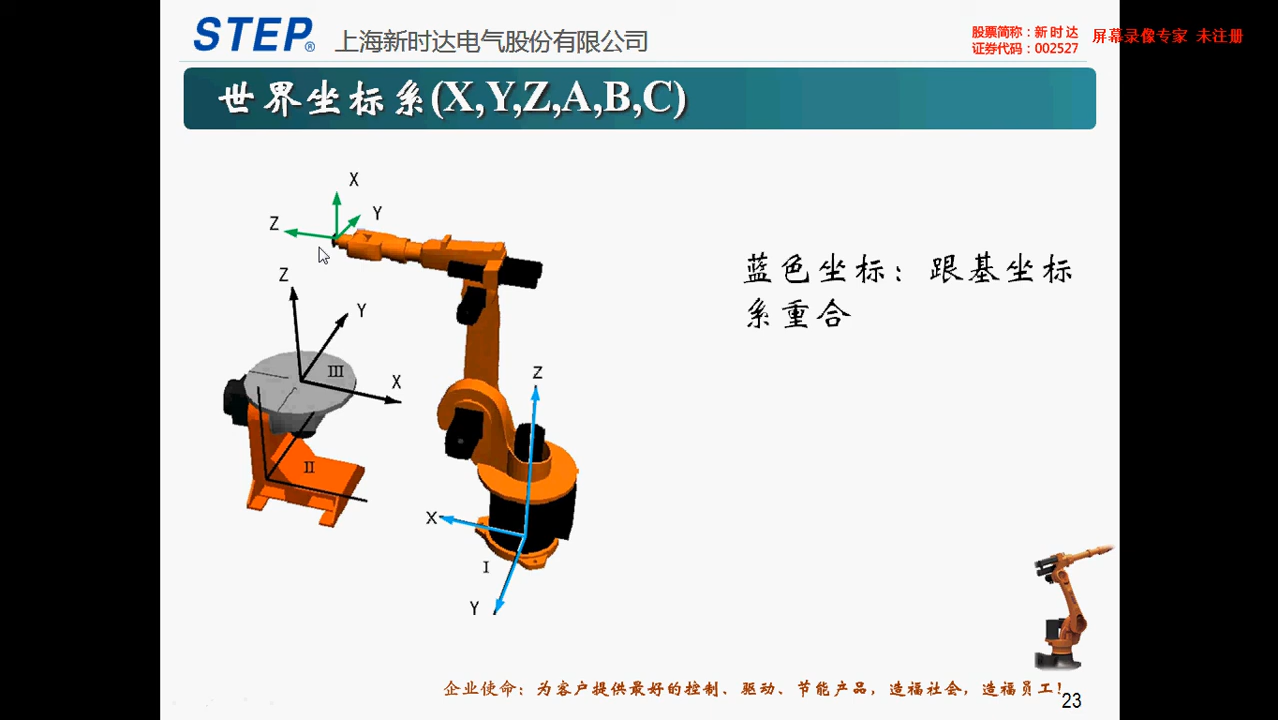 STEP® 上海新时达电气股份有限公司
股票简称：新 时 达
证券代码：002527
屏幕录像专家 未注册
世界坐标系(X,Y,Z,A,B,C)
X
Y
Z
Z
Y
III
X
II
蓝色坐标：跟基坐标
系重合
Z
X
I
Y
企业使命：为客户提供最好的控制、驱动、节能产品，造福社会，造福员工！
23